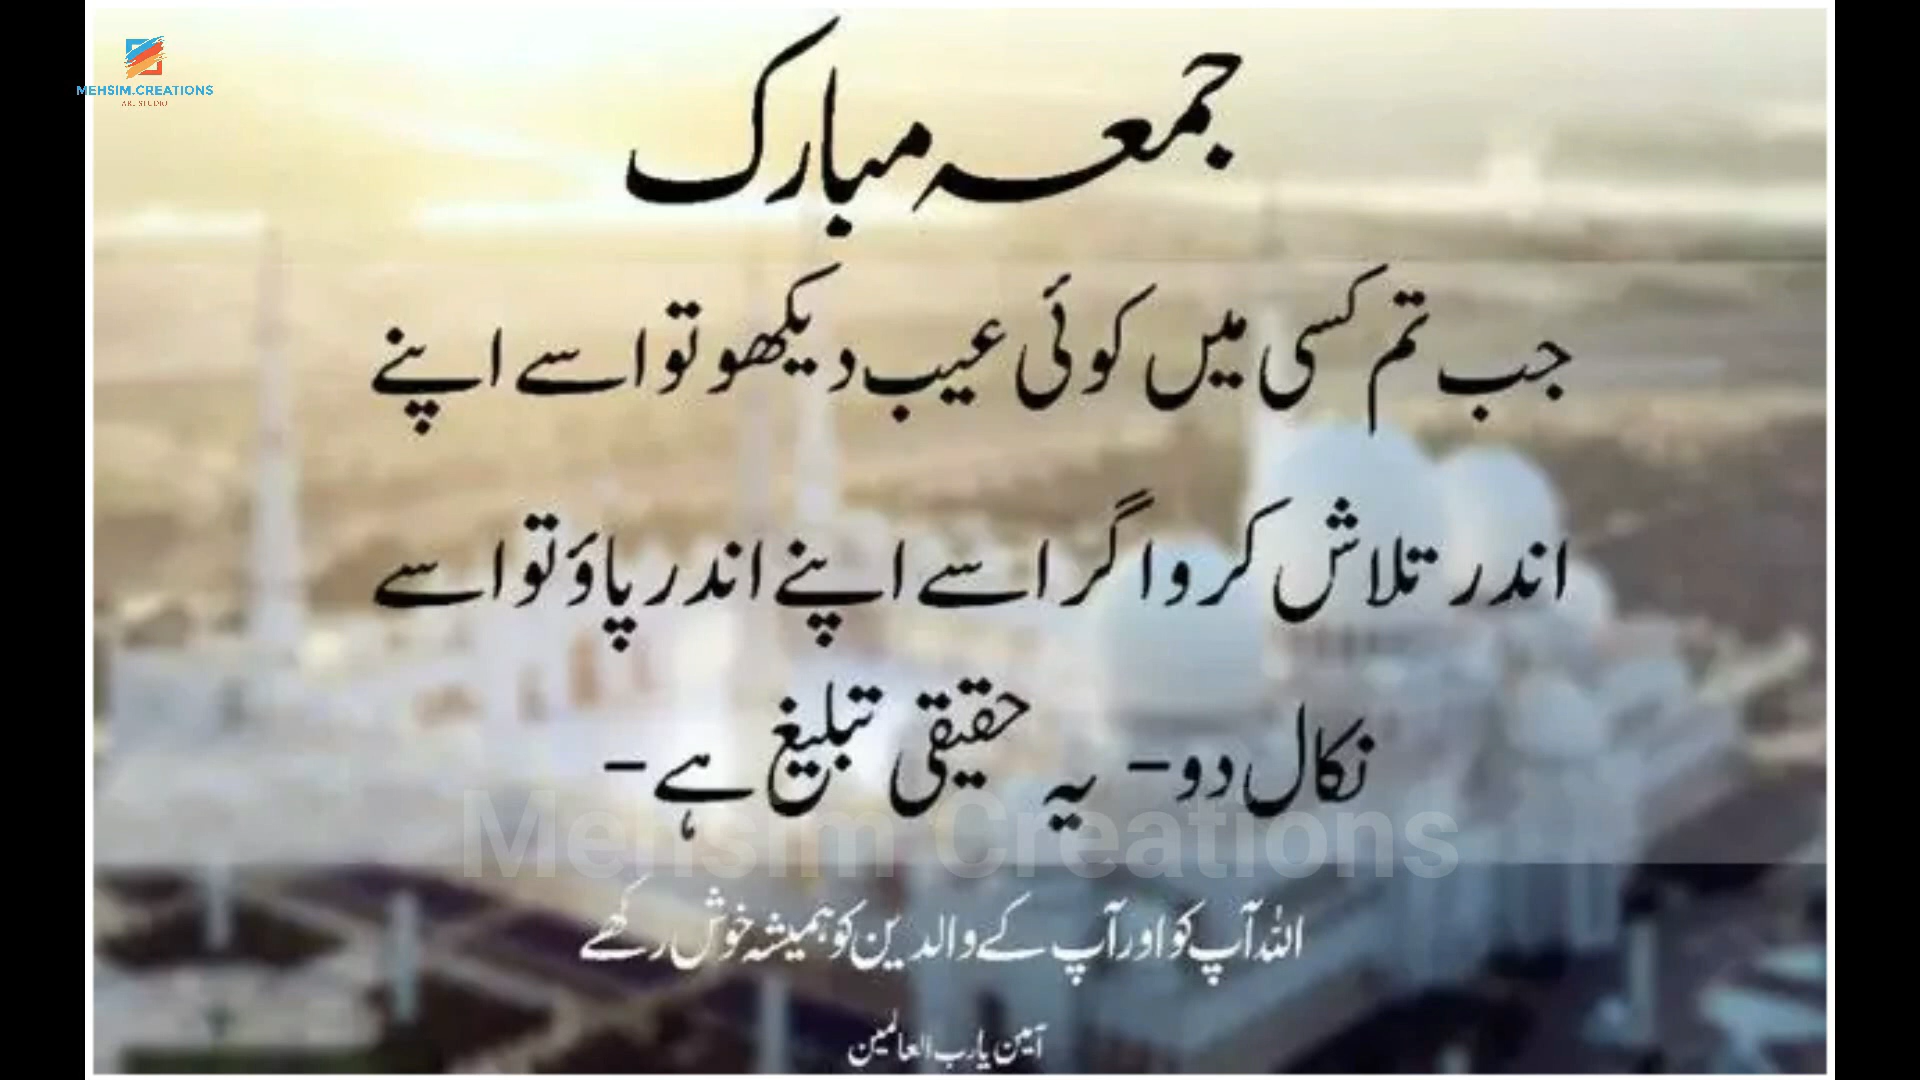 MEHSIM.CREATIONS
ART STUDIO
جمعہ مبارک
جب تم کسی میں کوئی عیب دیکھو تو اسے اپنے
اندر تلاش کرو اگر اسے اپنے اندر پاؤ تو اسے
نکال دو- یہ حقیقی تبلیغ ہے-
Mehsim Creations
اللہ آپ کو اور آپ کے والدین کو ہمیشہ خوش رکھے
آمین یارب العالمین